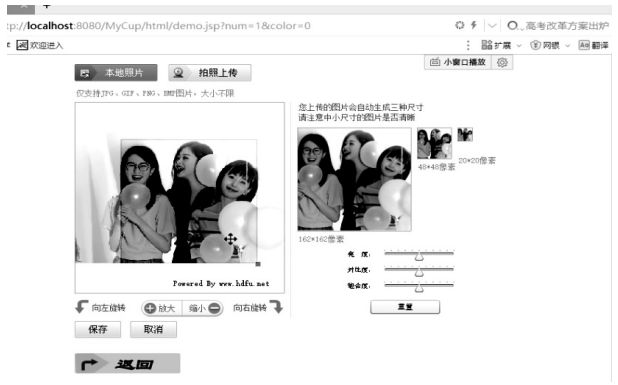 :p://localhost:8080/MyCup/html/demo.jsp?num=1&color=0
高考改革方案出炉
欢迎进入
扩展
网银
翻译
小窗口播放
本地照片
拍照上传
仅支持JPG、GIF、PNG、BMP图片，大小不限
您上传的图片会自动生成三种尺寸
请注意中小尺寸的图片是否清晰
48*48像素
20*20像素
162*162像素
Powered By www.hdfu.net
亮 度:
对比度:
饱合度:
重置
向左旋转
放大
缩小
向右旋转
保存
取消
返回